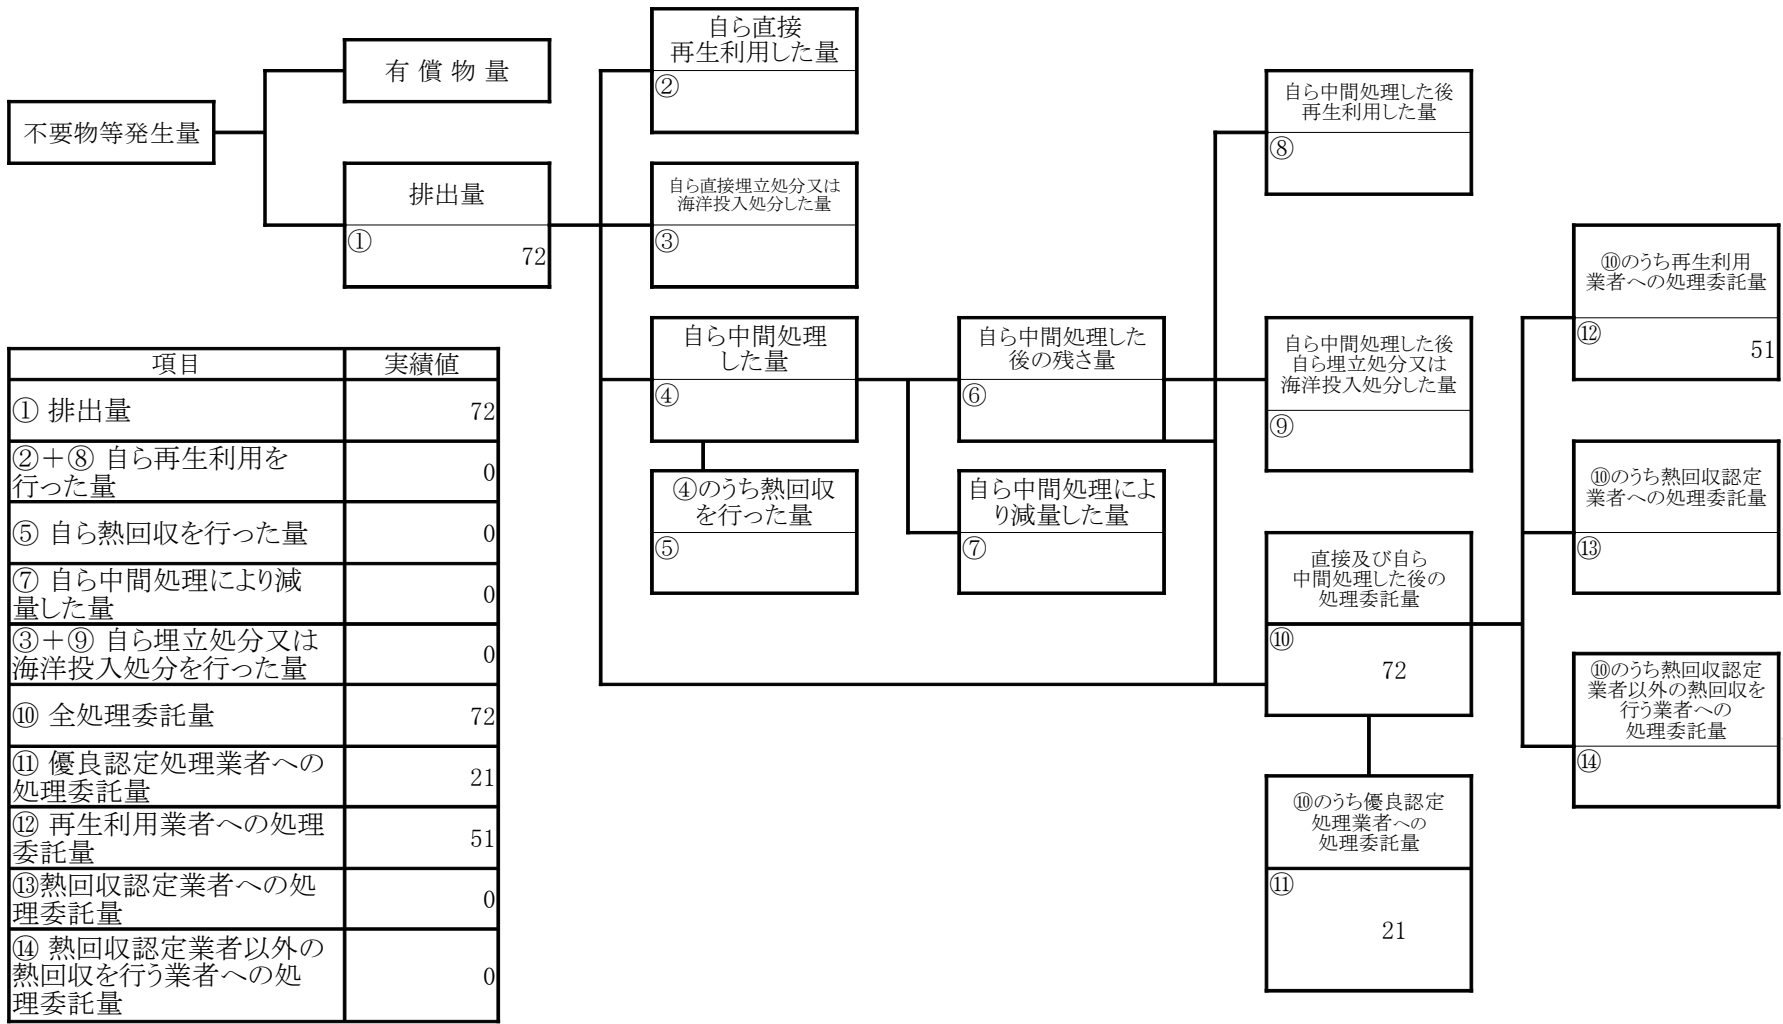 不要物等発生量
有 償 物 量
排出量
①
72
自ら直接
再生利用した量
②
自ら直接埋立処分又は
海洋投入処分した量
③
自ら中間処理
した量
④
④のうち熱回収
を行った量
⑤
自ら中間処理した
後の残さ量
⑥
自ら中間処理によ
り減量した量
⑦
自ら中間処理した後
再生利用した量
⑧
自ら中間処理した後
自ら埋立処分又は
海洋投入処分した量
⑨
直接及び自ら
中間処理した後の
処理委託量
⑩
72
⑩のうち優良認定
処理業者への
処理委託量
⑪
21
⑩のうち再生利用
業者への処理委託量
⑫
51
⑩のうち熱回収認定
業者への処理委託量
⑬
⑩のうち熱回収認定
業者以外の熱回収を
行う業者への
処理委託量
⑭
項目 実績値
① 排出量 72
②＋⑧ 自ら再生利用を
行った量 0
⑤ 自ら熱回収を行った量 0
⑦ 自ら中間処理により減
量した量 0
③＋⑨ 自ら埋立処分又は
海洋投入処分を行った量 0
⑩ 全処理委託量 72
⑪ 優良認定処理業者への
処理委託量 21
⑫ 再生利用業者への処理
委託量 51
⑬熱回収認定業者への処
理委託量 0
⑭ 熱回収認定業者以外の
熱回収を行う業者への処
理委託量 0